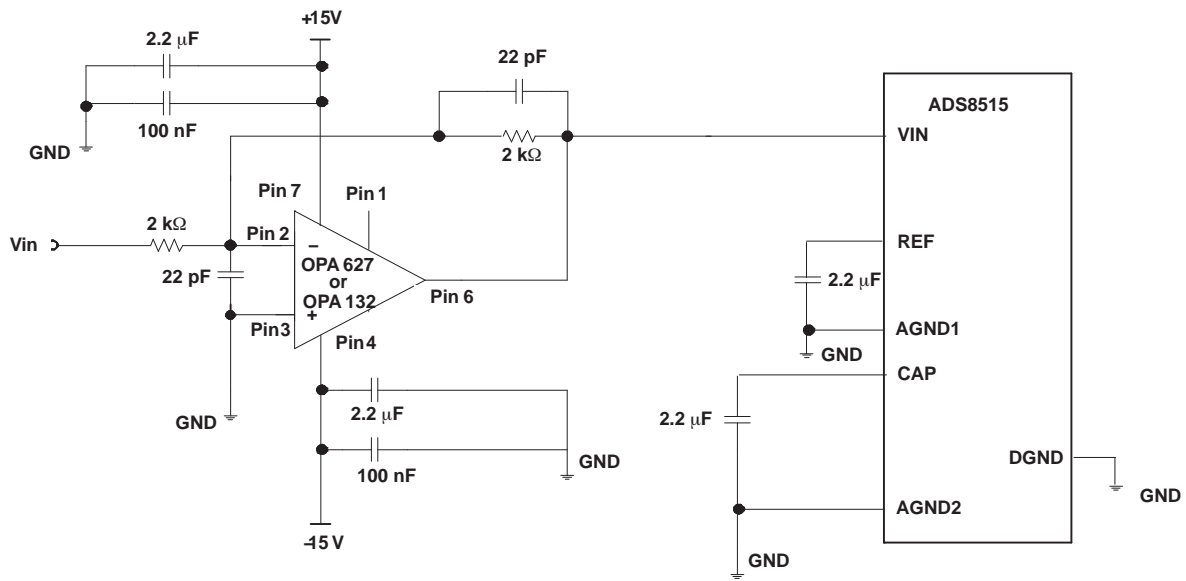 +15V
2.2 μF
100 nF
GND
22 pF
2 kΩ
ADS8515
VIN
Pin 7
Pin 1
Vin
2 kΩ
Pin 2
22 pF
–
OPA 627
or
OPA 132
+
Pin3
Pin 6
Pin 4
GND
2.2 μF
100 nF
GND
–15 V
REF
2.2 μF
AGND1
GND
CAP
2.2 μF
DGND
GND
AGND2
GND